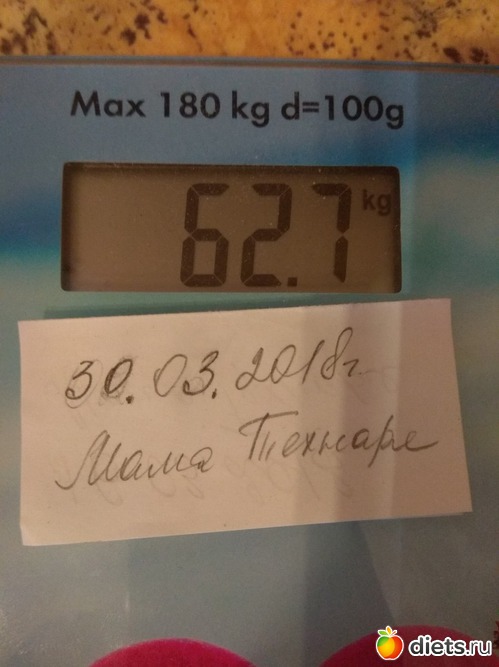 Max 180 kg d=100g
62.7 kg
30.03.2018г.
Мама Технаре
diets.ru